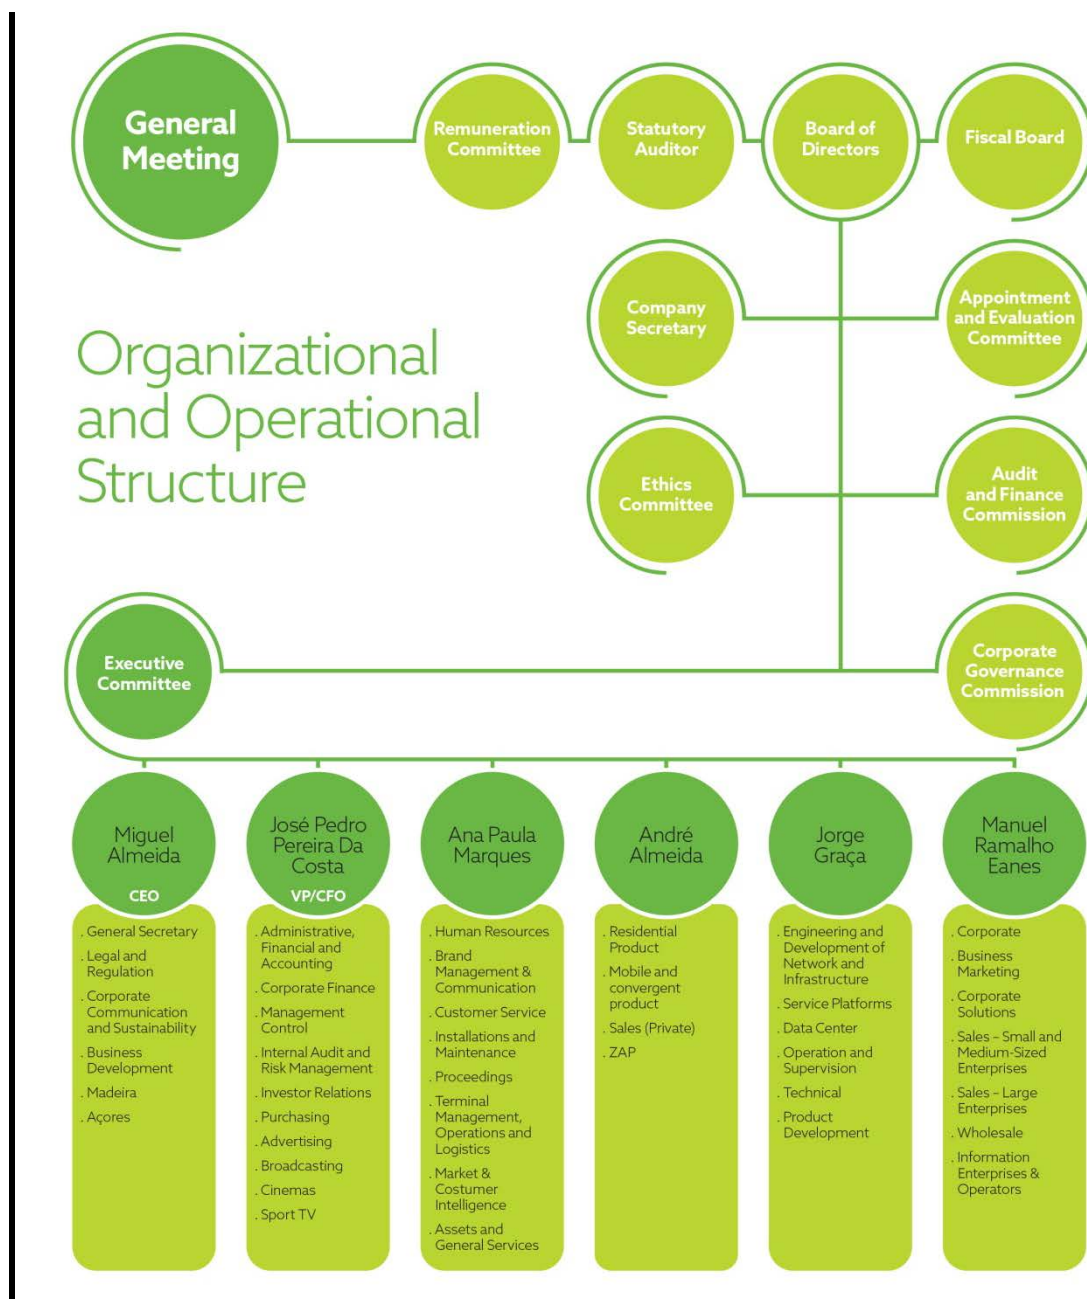 General
Meeting
Remuneration
Committee
Statutory
Auditor
Board of
Directors
Fiscal Board
Company
Secretary
Appointment
and Evaluation
Committee
Organizational
and Operational
Structure
Ethics
Committee
Audit
and Finance
Commission
Executive
Committee
Corporate
Governance
Commission
Miguel
Almeida
CEO
. General Secretary
. Legal and
Regulation
. Corporate
Communication
and Sustainability
. Business
Development
. Madeira
. Açores
José Pedro
Pereira Da
Costa
VP/CFO
. Administrative,
Financial and
Accounting
. Corporate Finance
. Management
Control
. Internal Audit and
Risk Management
. Investor Relations
. Purchasing
. Advertising
. Broadcasting
. Cinemas
. Sport TV
Ana Paula
Marques
. Human Resources
. Brand
Management &
Communication
. Customer Service
. Installations and
Maintenance
. Proceedings
. Terminal
Management,
Operations and
Logistics
. Market &
Costumer
Intelligence
. Assets and
General Services
André
Almeida
. Residential
Product
. Mobile and
convergent
product
. Sales (Private)
. ZAP
Jorge
Graça
. Engineering and
Development of
Network and
Infrastructure
. Service Platforms
. Data Center
. Operation and
Supervision
. Technical
. Product
Development
Manuel
Ramalho
Eanes
. Corporate
. Business
Marketing
. Corporate
Solutions
. Sales – Small and
Medium-Sized
Enterprises
. Sales – Large
Enterprises
. Wholesale
. Information
Enterprises &
Operators